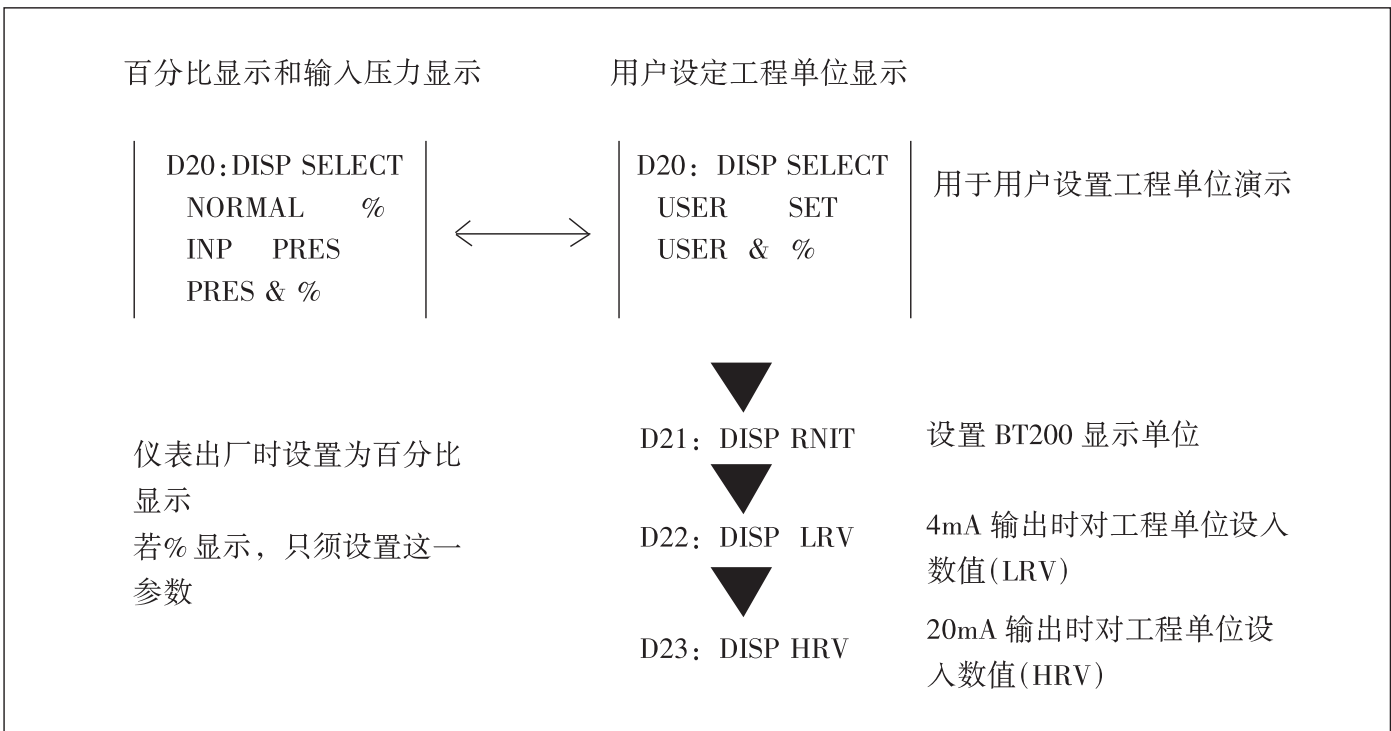 百分比显示和输入压力显示
用户设定工程单位显示
D20:DISP SELECT
NORMAL %
INP PRES
PRES & %
D20: DISP SELECT
USER SET
USER & %
用于用户设置工程单位演示
仪表出厂时设置为百分比
显示
若% 显示，只须设置这一
参数
D21: DISP RNIT
设置 BT200 显示单位
D22: DISP LRV
4mA 输出时对工程单位设入
数值(LRV)
D23: DISP HRV
20mA 输出时对工程单位设
入数值(HRV)